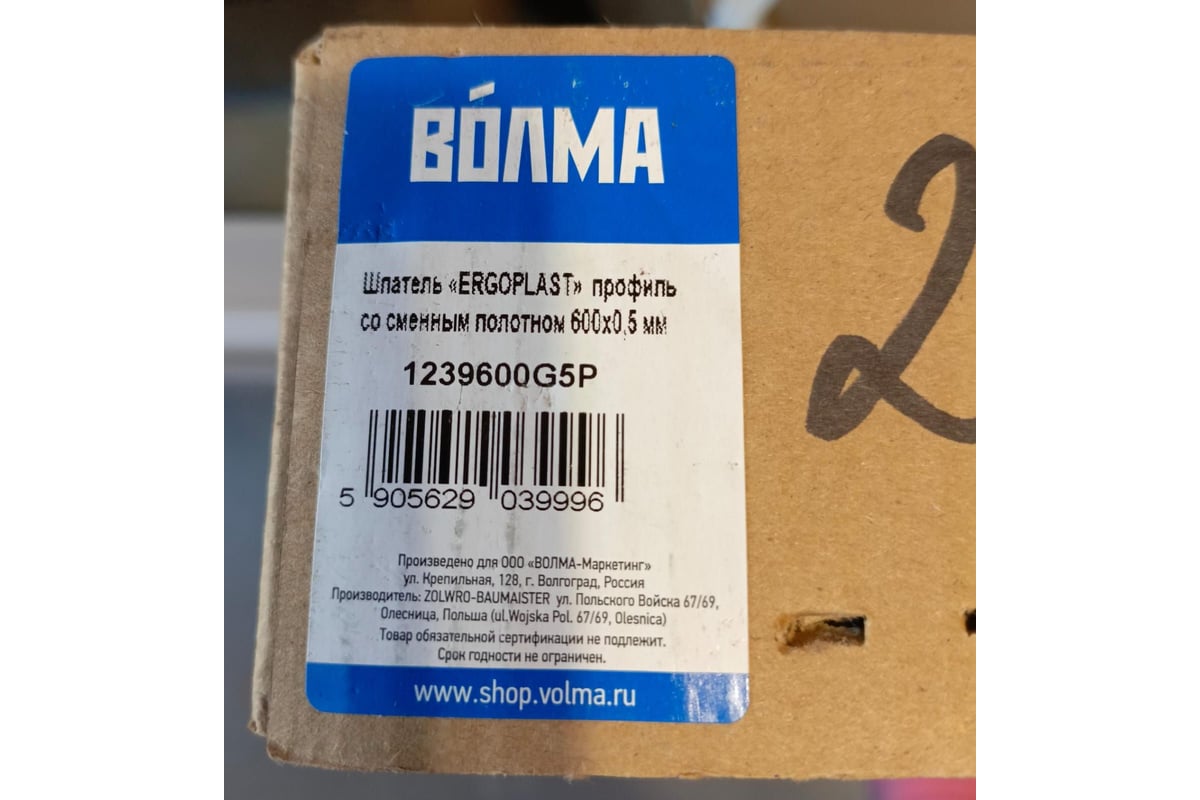 ВО́ЛМА
Шпатель «ERGOPLAST» профиль
со сменным полотном 600х0,5 мм
1239600G5P
5 905629 039996
Произведено для ООО «ВОЛМА-Маркетинг»
ул. Крепильная, 128, г. Волгоград, Россия
Производитель: ZOLWRO-BAUMAISTER ул. Польского Войска 67/69,
Олесница, Польша (ul.Wojska Pol. 67/69, Olesnica)
Товар обязательной сертификации не подлежит.
Срок годности не ограничен.
www.shop.volma.ru
2